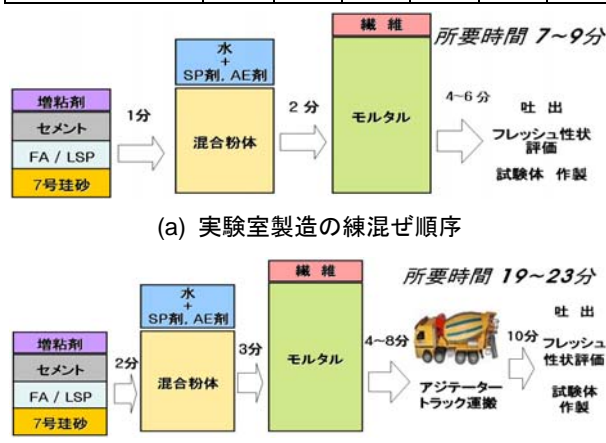 繊 維
所要時間 7~9分
水
+
SP剤, AE剤
増粘剤
セメント
FA / LSP
7号珪砂
1分
混合粉体
2 分
モルタル
4~6 分
吐 出
フレッシュ性状
評価
試験体 作製
(a) 実験室製造の練混ぜ順序
繊 維
所要時間 19~23分
水
+
SP剤, AE剤
増粘剤
セメント
FA / LSP
7号珪砂
2分
混合粉体
3分
モルタル
4~8分
アジテーター
トラック運搬
10分
吐 出
フレッシュ
性状評価
試験体
作製